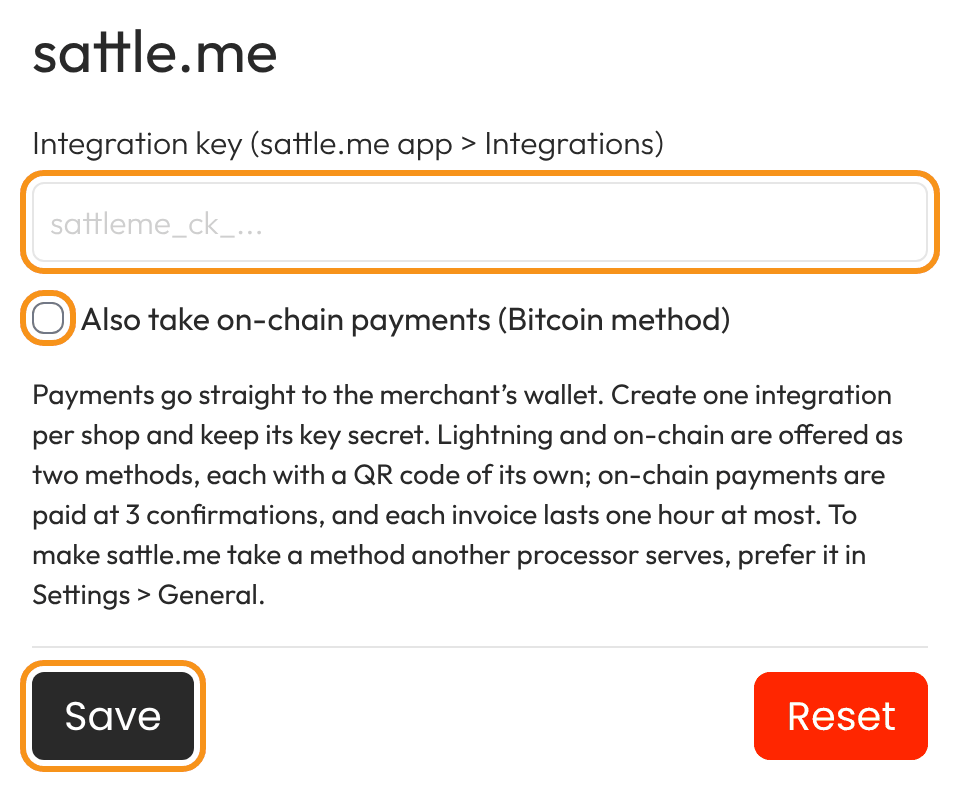 sattle.me
Integration key (sattle.me app > Integrations)
sattleme_ck_...
Also take on-chain payments (Bitcoin method)
Payments go straight to the merchant’s wallet. Create one integration
per shop and keep its key secret. Lightning and on-chain are offered as
two methods, each with a QR code of its own; on-chain payments are
paid at 3 confirmations, and each invoice lasts one hour at most. To
make sattle.me take a method another processor serves, prefer it in
Settings > General.
Save
Reset